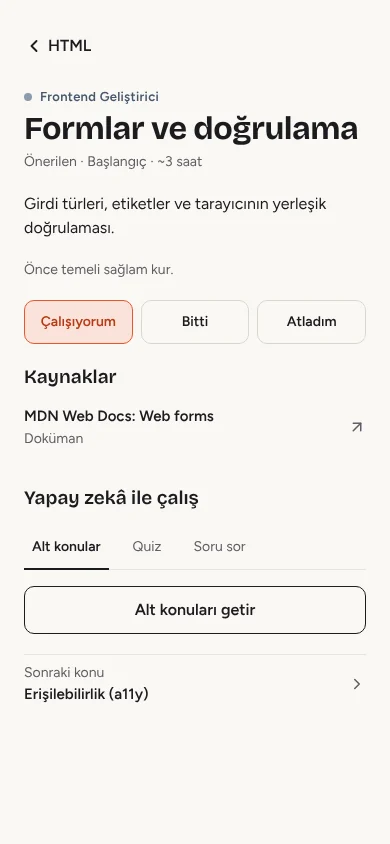 HTML
Frontend Geliştirici
Formlar ve doğrulama
Önerilen · Başlangıç · ~3 saat
Girdi türleri, etiketler ve tarayıcının yerleşik
doğrulaması.
Önce temeli sağlam kur.
Çalışıyorum
Bitti
Atladım
Kaynaklar
MDN Web Docs: Web forms
Doküman
Yapay zekâ ile çalış
Alt konular
Quiz
Soru sor
Alt konuları getir
Sonraki konu
Erişilebilirlik (a11y)